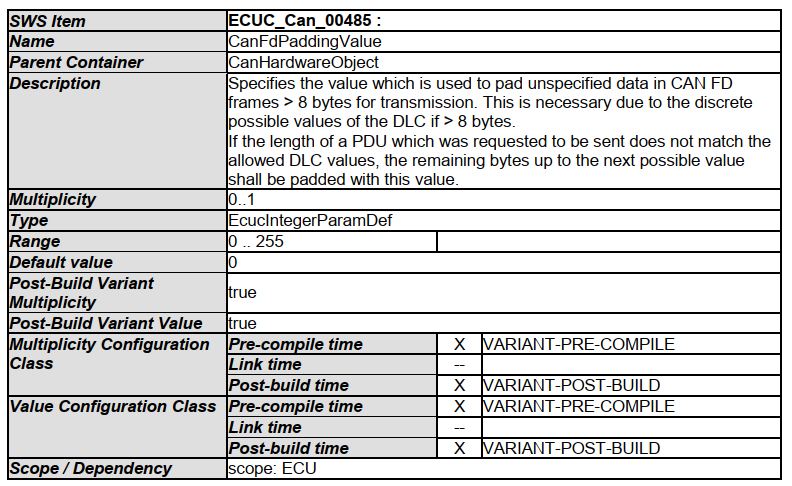 SWS Item ECUC_Can_00485 :
Name CanFdPaddingValue
Parent Container CanHardwareObject
Description Specifies the value which is used to pad unspecified data in CAN FD
frames > 8 bytes for transmission. This is necessary due to the discrete
possible values of the DLC if > 8 bytes.
If the length of a PDU which was requested to be sent does not match the
allowed DLC values, the remaining bytes up to the next possible value
shall be padded with this value.
Multiplicity 0..1
Type EcucIntegerParamDef
Range 0 .. 255
Default value 0
Post-Build Variant
Multiplicity true
Post-Build Variant Value true
Multiplicity Configuration
Class Pre-compile time X VARIANT-PRE-COMPILE
Link time --
Post-build time X VARIANT-POST-BUILD
Value Configuration Class Pre-compile time X VARIANT-PRE-COMPILE
Link time --
Post-build time X VARIANT-POST-BUILD
Scope / Dependency scope: ECU